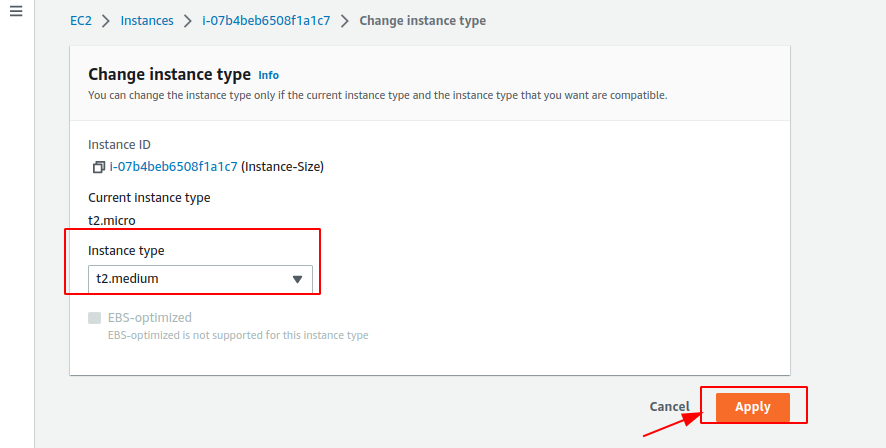 EC2 > Instances > i-07b4beb6508f1a1c7 > Change instance type
Change instance type Info
You can change the instance type only if the current instance type and the instance type that you want are compatible.
Instance ID
i-07b4beb6508f1a1c7 (Instance-Size)
Current instance type
t2.micro
Instance type
t2.medium
EBS-optimized
EBS-optimized is not supported for this instance type
Cancel Apply